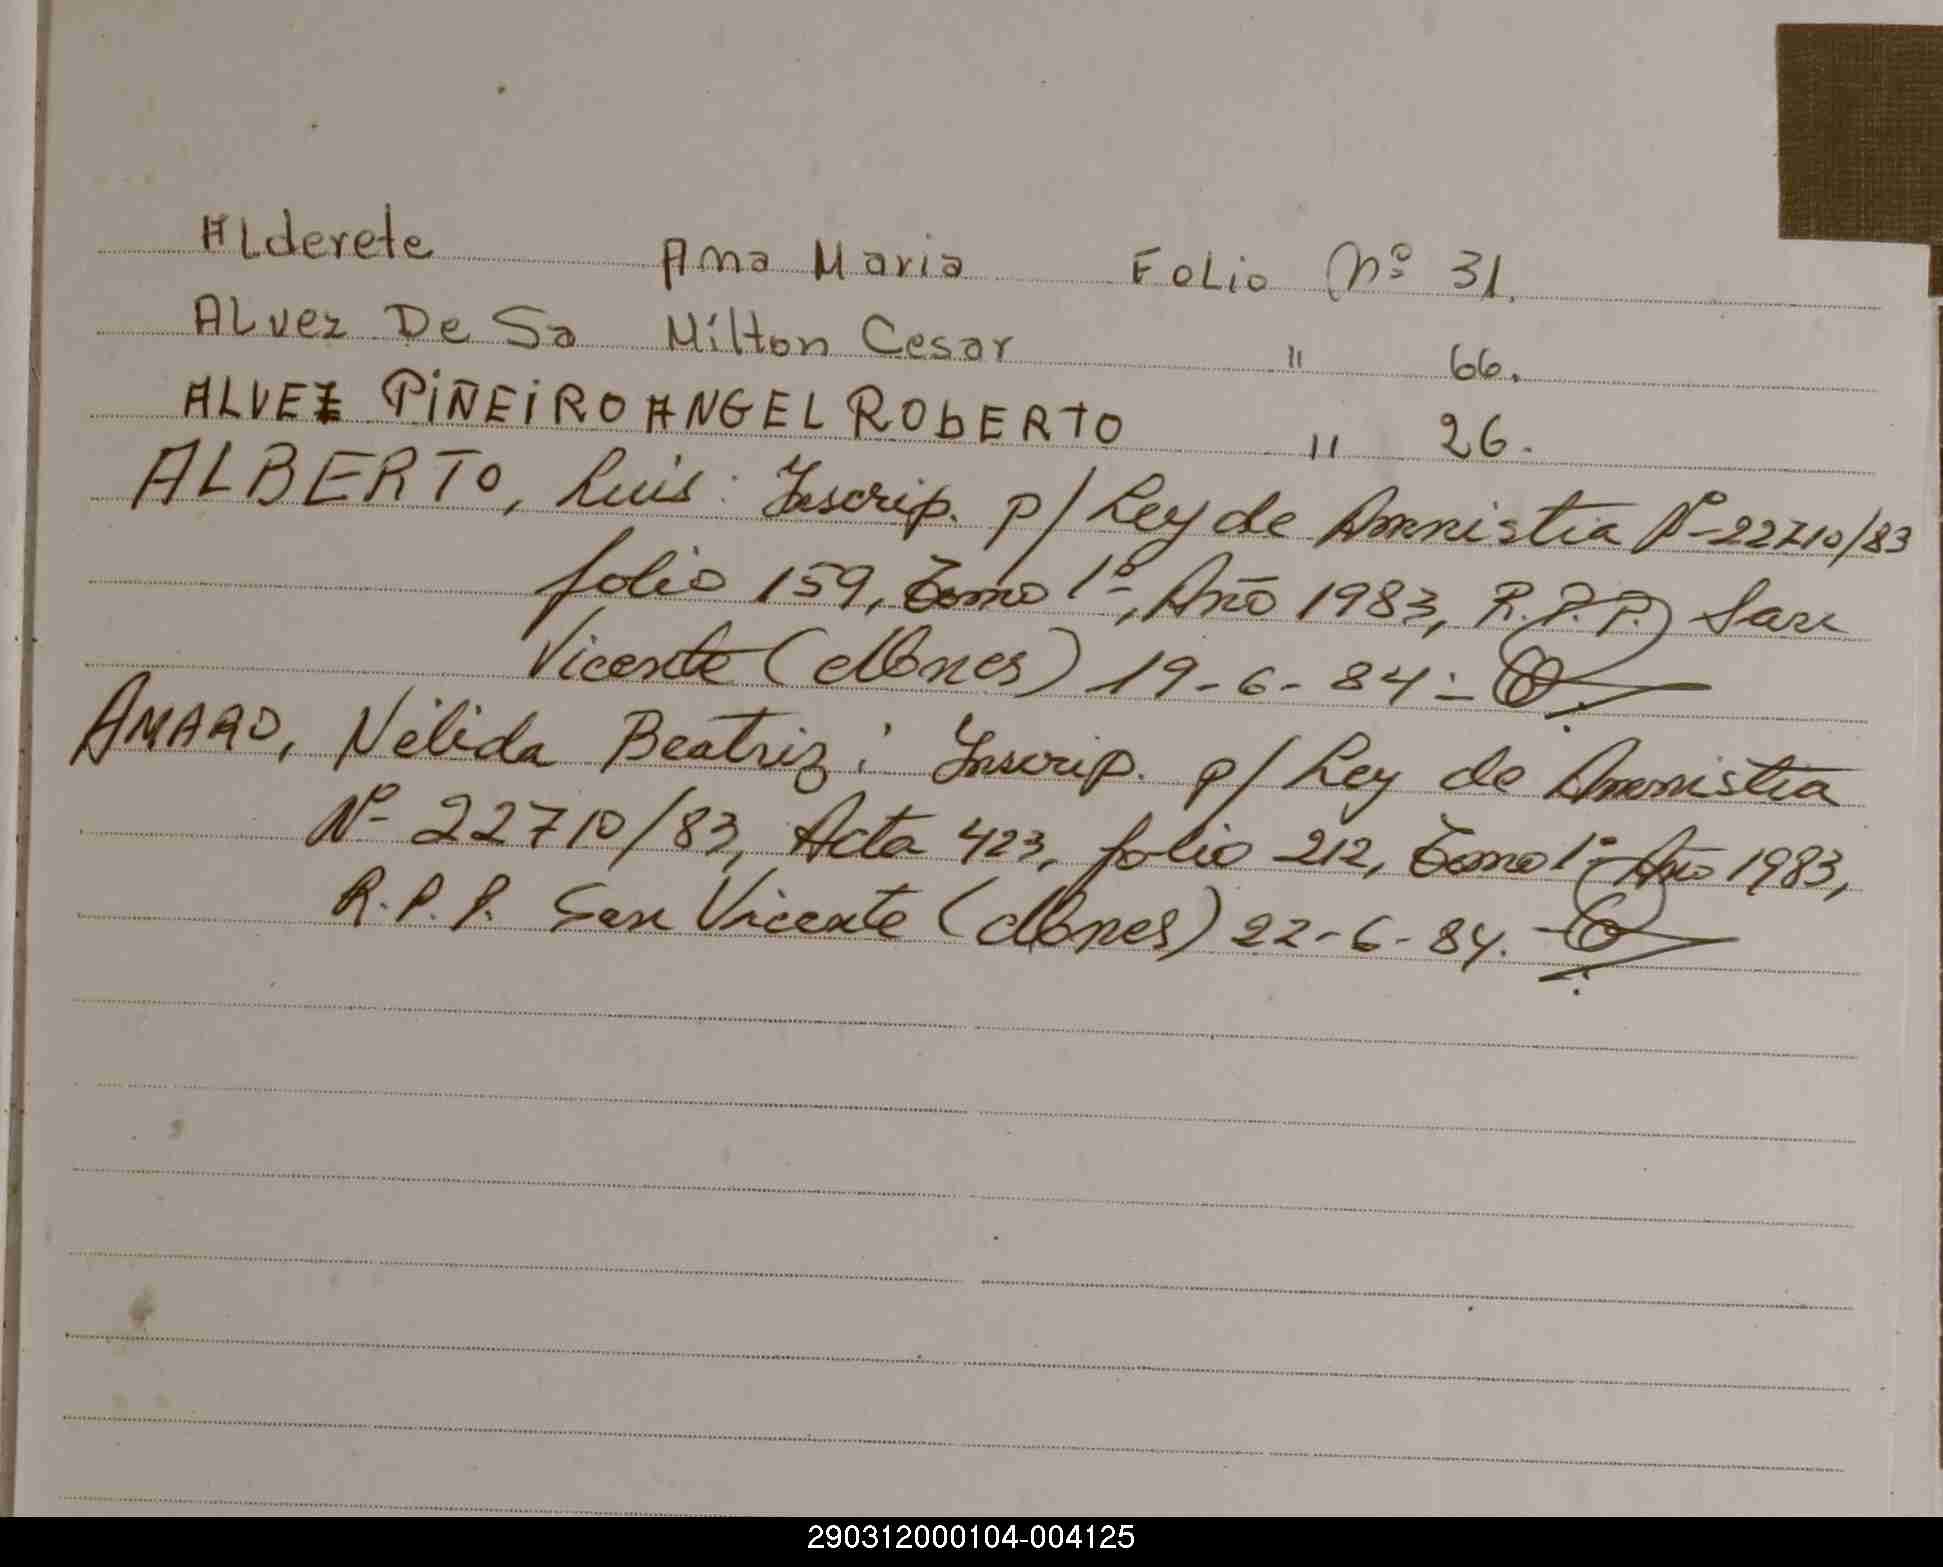 Alderete Ana Maria Folio Nº 31.
Alvez De Sa Milton Cesar " 66.
ALVEZ PIÑEIRO ANGEL ROBERTO " 26.
ALBERTO, Luis: Inscrip. p/ Ley de Amnistia Nº 22710/83
folio 159, Tomo 1º, Año 1983, R.P.P. San
Vicente (Mones) 19-6-84.-
AMARO, Nélida Beatriz: Inscrip. p/ Ley de Amnistia
Nº 22710/83, Acta 423, folio 212, Tomo 1º- Año 1983,
R.P.P. San Vicente (Mones) 22-6-84.-
290312000104-004125